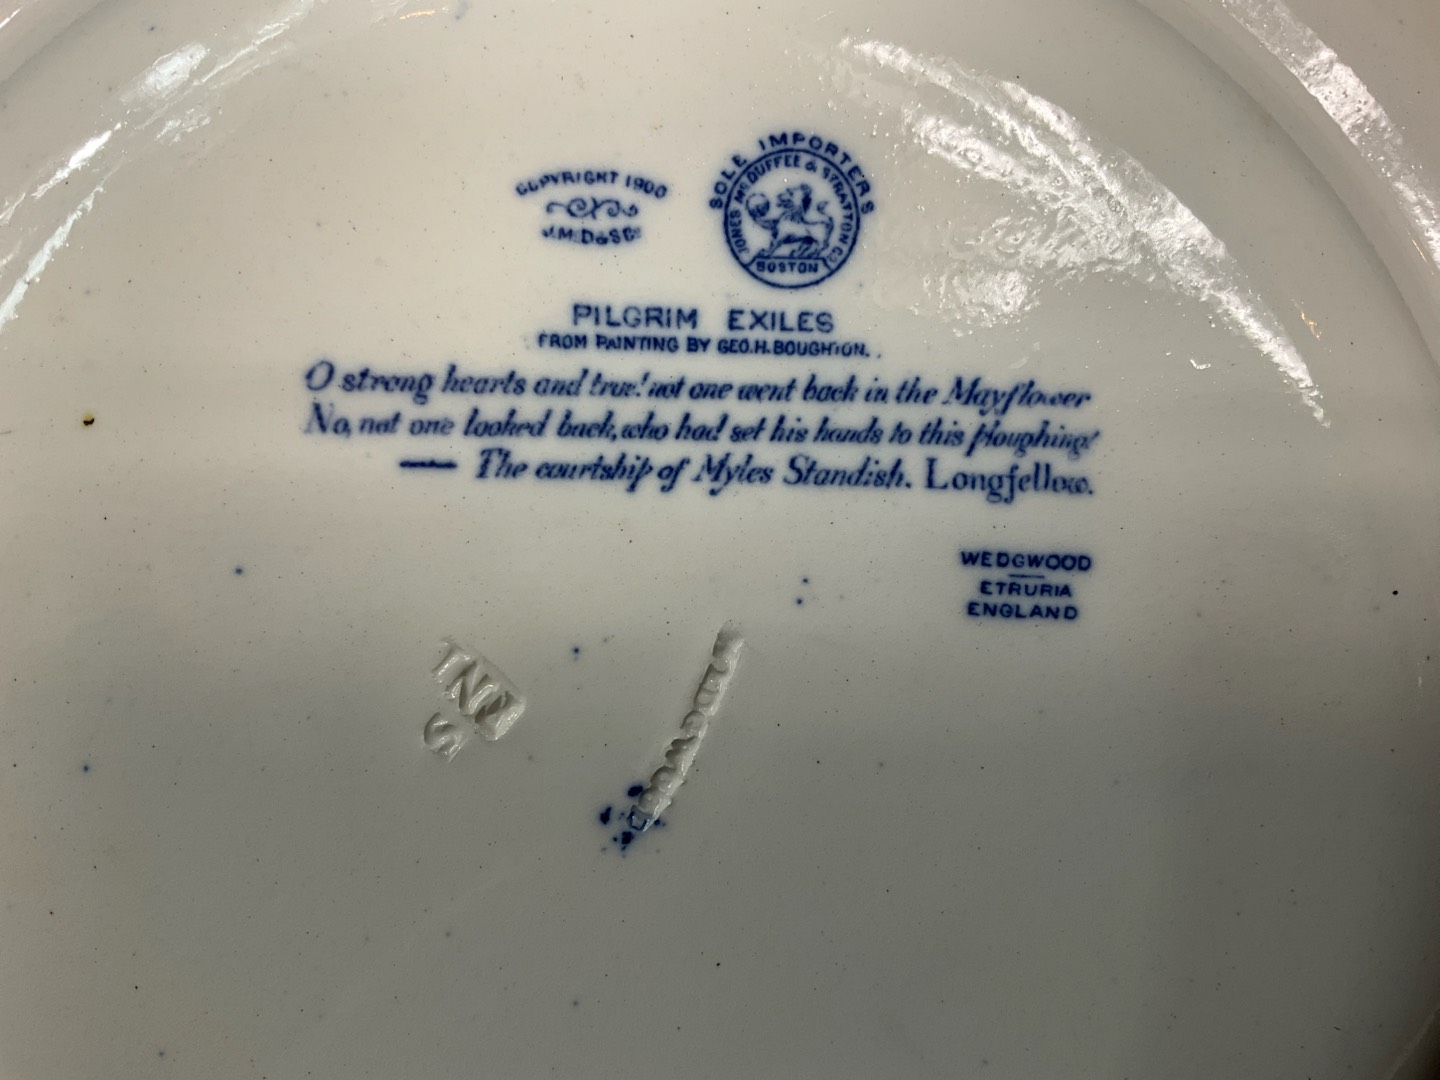 COPYRIGHT 1900
J.McD&S Co.
SOLE IMPORTERS
JONES McDUFFEE & STRATTON CO.
BOSTON
PILGRIM EXILES
FROM PAINTING BY GEO.H.BOUGHTON.
O strong hearts and true! not one went back in the Mayflower
No, not one looked back, who had set his hands to this ploughing!
— The courtship of Myles Standish. Longfellow.
WEDGWOOD
ETRURIA
ENGLAND
WEDGWOOD